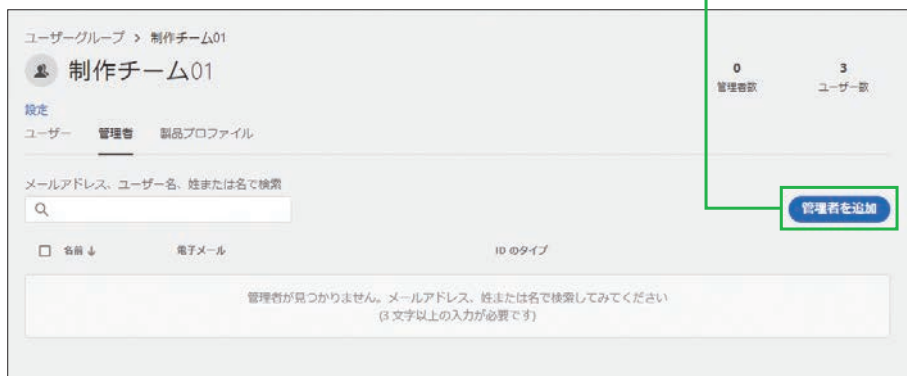 ユーザーグループ > 制作チーム01
制作チーム01
0
管理者数
3
ユーザー数
設定
ユーザー 管理者 製品プロファイル
メールアドレス、ユーザー名、姓または名で検索
管理者を追加
名前↓ 電子メール ID のタイプ
管理者が見つかりません。メールアドレス、姓または名で検索してみてください
(3 文字以上の入力が必要です)